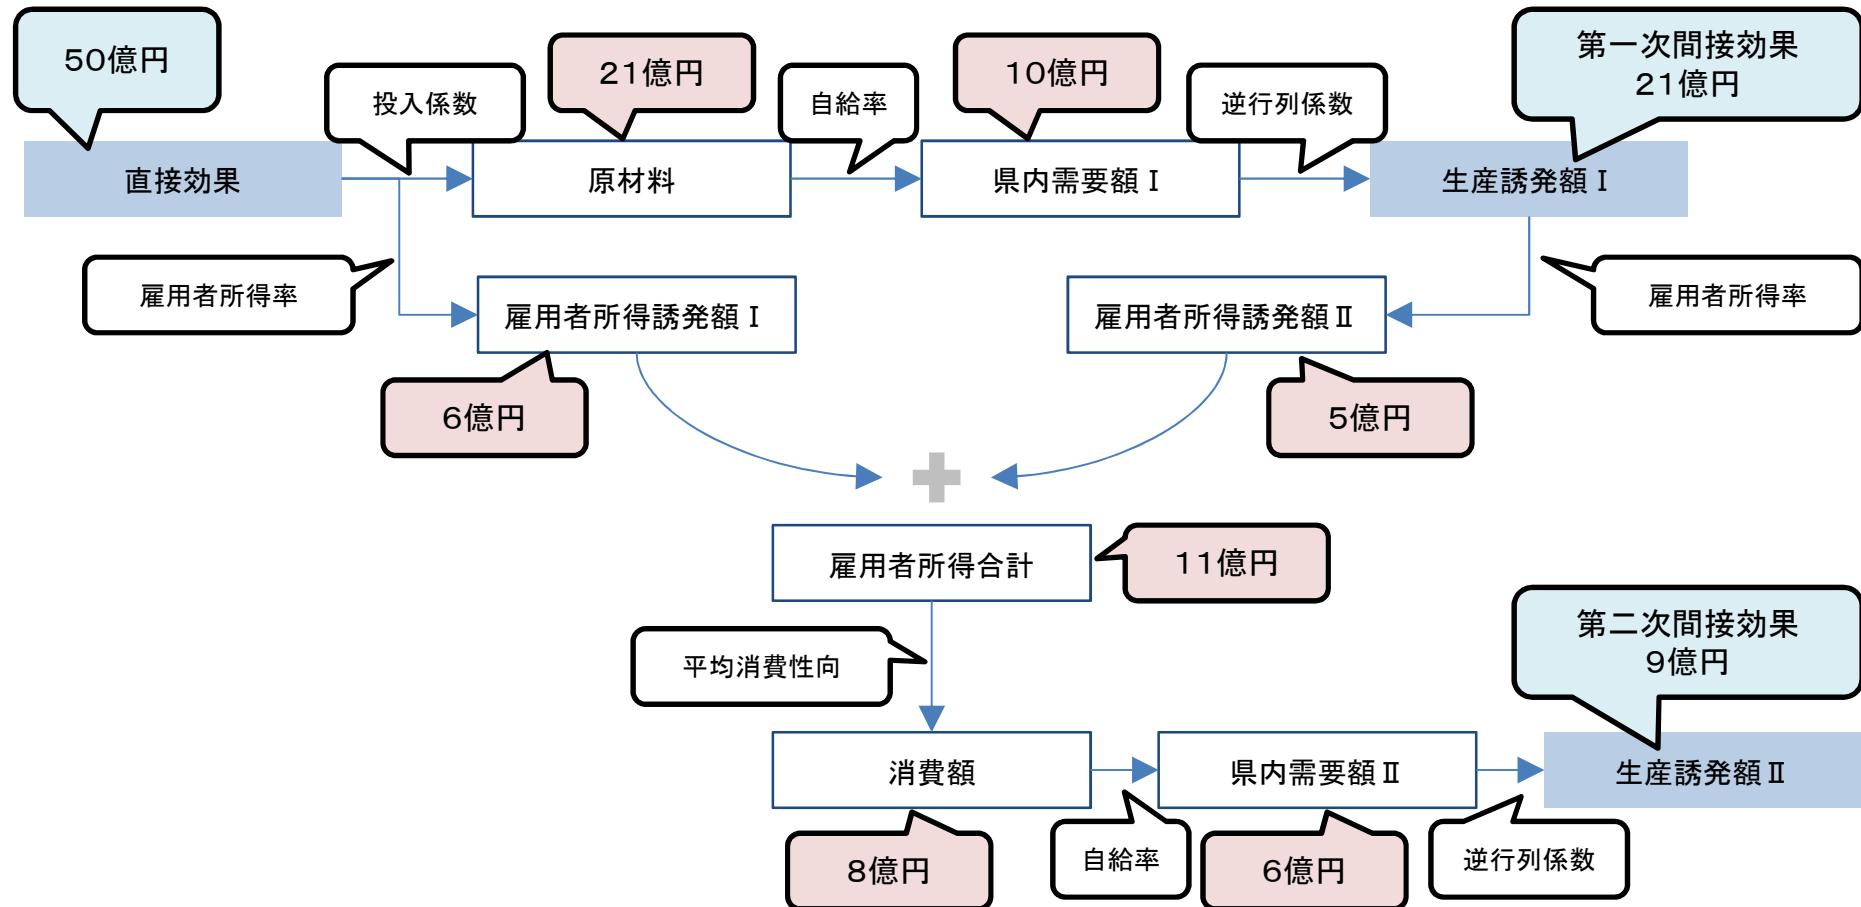 50億円
投入係数
21億円
自給率
10億円
逆行列係数
第一次間接効果
21億円
直接効果
原材料
県内需要額Ⅰ
生産誘発額Ⅰ
雇用者所得率
雇用者所得誘発額Ⅰ
雇用者所得誘発額Ⅱ
雇用者所得率
6億円
5億円
雇用者所得合計
11億円
平均消費性向
第二次間接効果
9億円
消費額
県内需要額Ⅱ
生産誘発額Ⅱ
8億円
自給率
6億円
逆行列係数